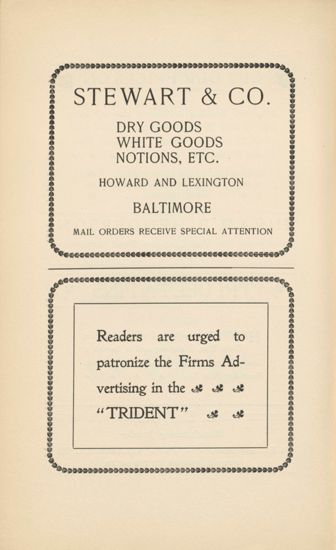 STEWART & CO.
DRY GOODS
WHITE GOODS
NOTIONS, ETC.
HOWARD AND LEXINGTON
BALTIMORE
MAIL ORDERS RECEIVE SPECIAL ATTENTION
Readers are urged to
patronize the Firms Ad-
vertising in the
"TRIDENT"